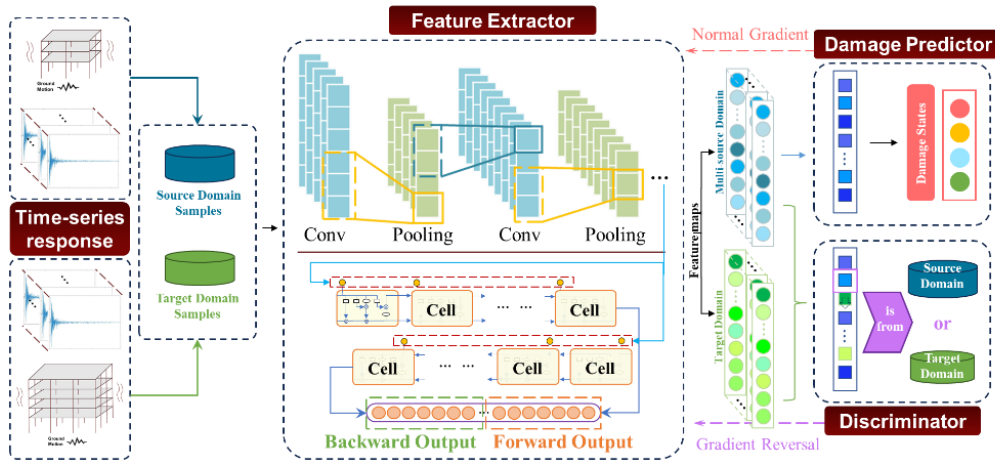 Feature Extractor
Normal Gradient
Damage Predictor
Ground
Motion
Source Domain
Samples
Time-series
response
Target Domain
Samples
Ground
Motion
Conv
Pooling
Conv
Pooling
Cell
Cell
Cell
Cell
Cell
Backward Output
Forward Output
Feature maps
Multi-source Domain
Target Domain
Damage States
Source
Domain
is
from
or
Target
Domain
Discriminator
Gradient Reversal